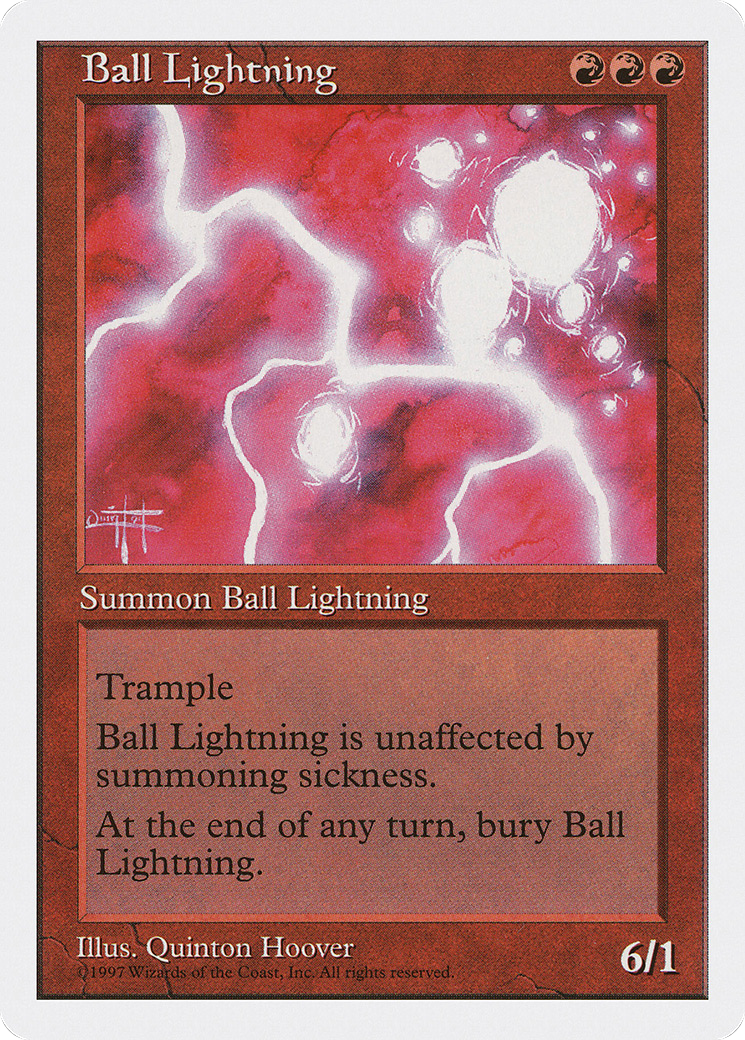 Ball Lightning
Summon Ball Lightning
Trample
Ball Lightning is unaffected by
summoning sickness.
At the end of any turn, bury Ball
Lightning.
Illus. Quinton Hoover
6/1
©1997 Wizards of the Coast, Inc. All rights reserved.